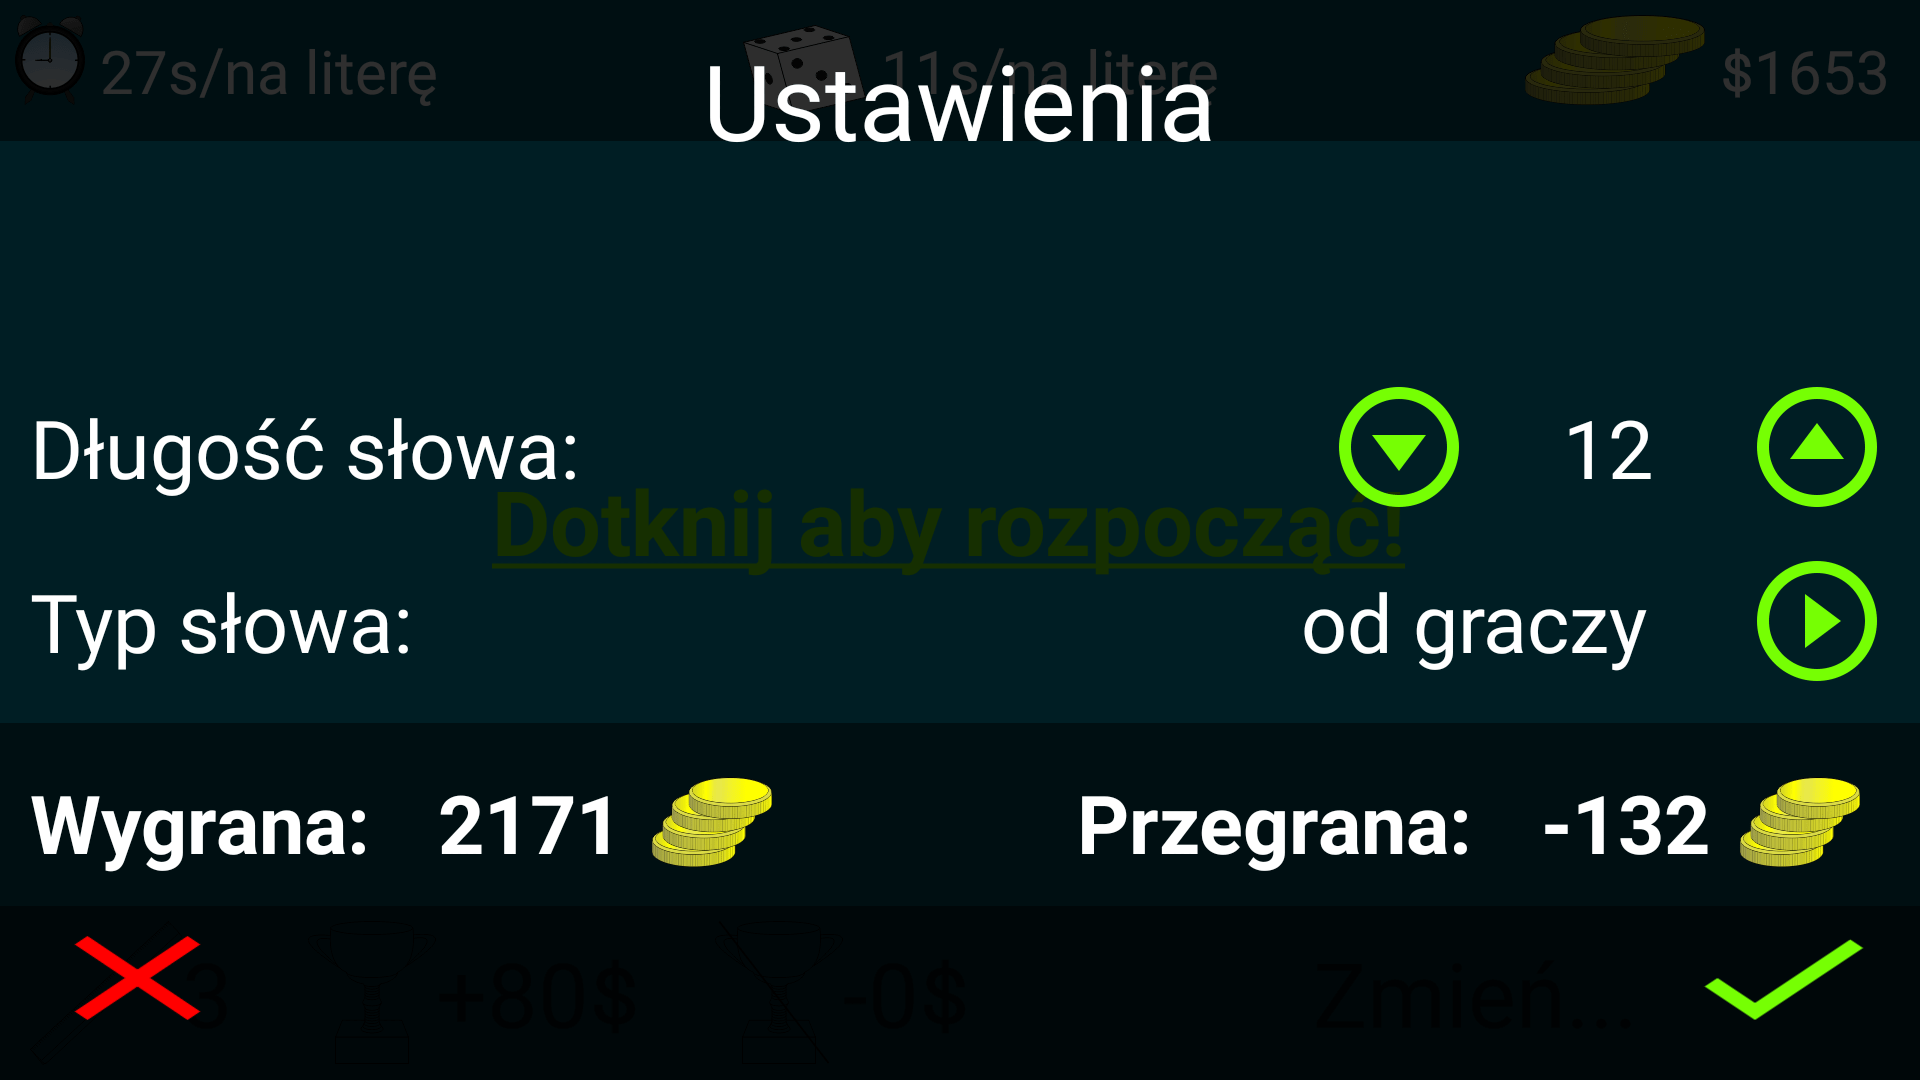 27s/na literę
11s/na literę
$1653
Ustawienia
Długość słowa:
12
Dotknij aby rozpocząć!
Typ słowa:
od graczy
Wygrana:
2171
Przegrana:
-132
3
+80$
-0$
Zmień...